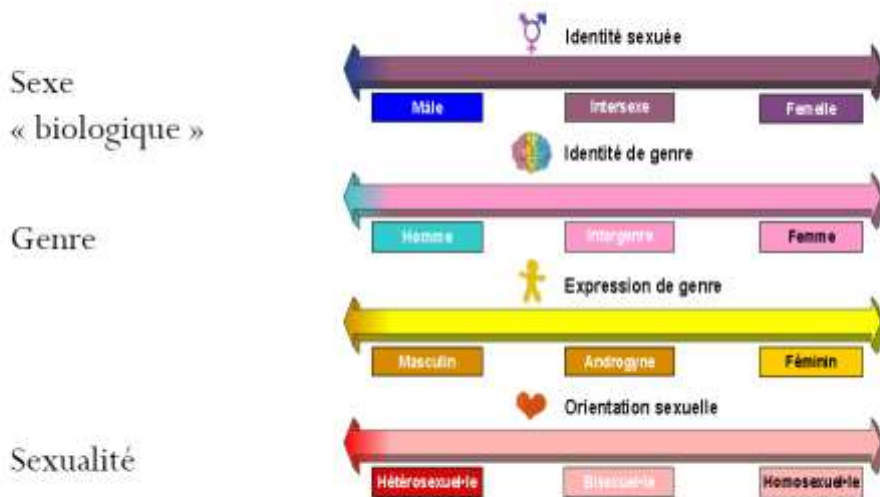 Identité sexuée
Sexe
« biologique »
Mâle Intersexe Femelle
Identité de genre
Genre
Homme Intergenre Femme
Expression de genre
Masculin Androgyne Féminin
Orientation sexuelle
Sexualité
Hétérosexuel•le Bisexuel•le Homosexuel•le